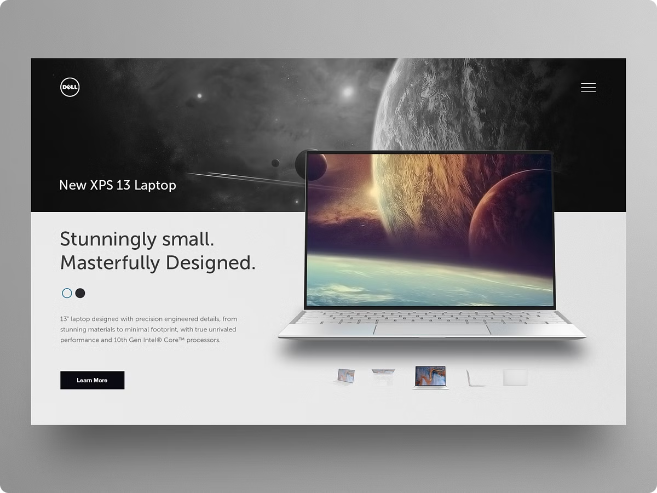 DELL
New XPS 13 Laptop
Stunningly small.
Masterfully Designed.
13" laptop designed with precision engineered details, from
stunning materials to minimal footprint, with true unrivaled
performance and 10th Gen Intel® Core™ processors.
Learn More